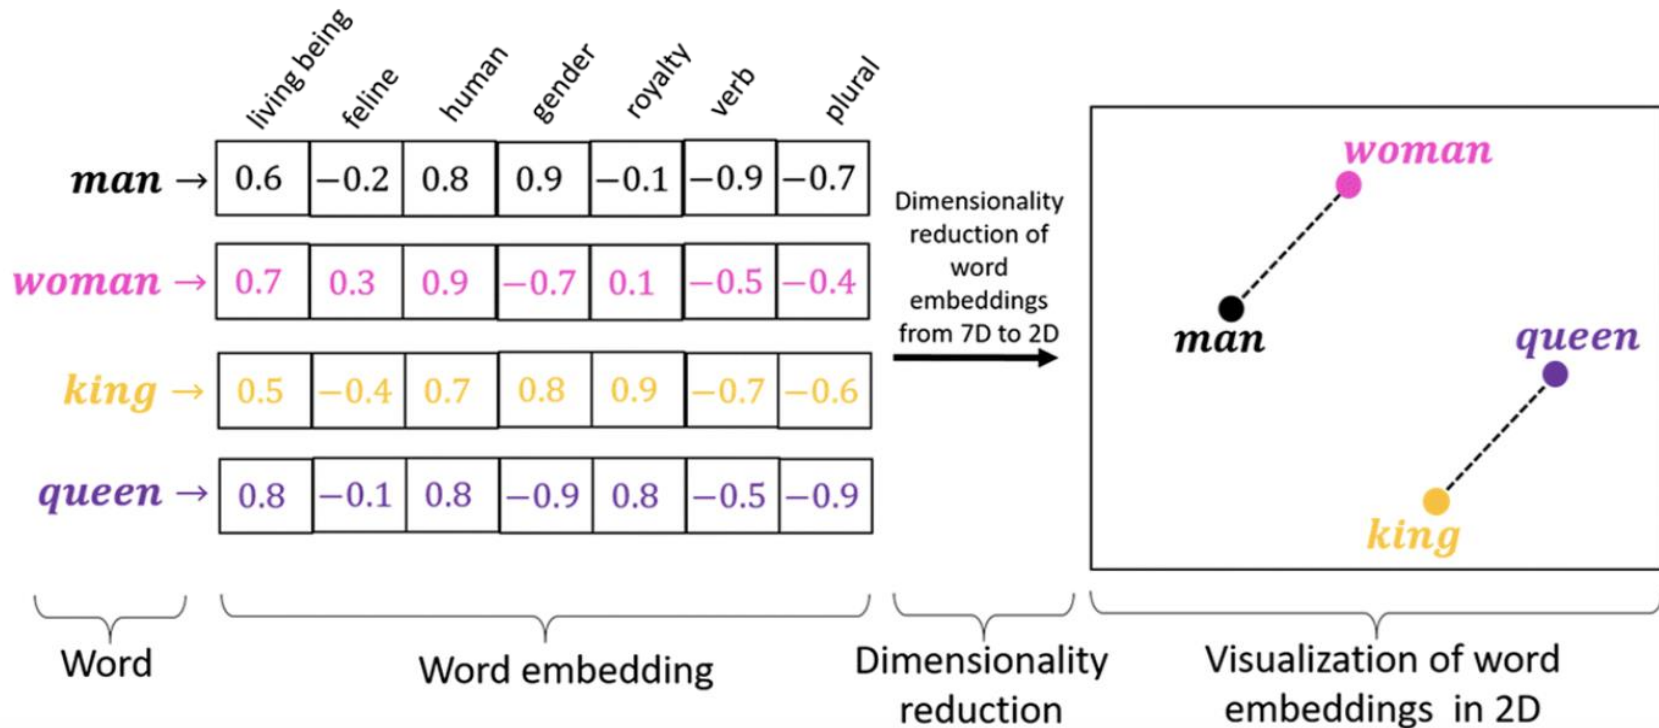 living being feline human gender royalty verb plural
man → 0.6 −0.2 0.8 0.9 −0.1 −0.9 −0.7
woman → 0.7 0.3 0.9 −0.7 0.1 −0.5 −0.4
king → 0.5 −0.4 0.7 0.8 0.9 −0.7 −0.6
queen → 0.8 −0.1 0.8 −0.9 0.8 −0.5 −0.9
Dimensionality
reduction of
word
embeddings
from 7D to 2D
woman
man
queen
king
Word
Word embedding
Dimensionality
reduction
Visualization of word
embeddings in 2D